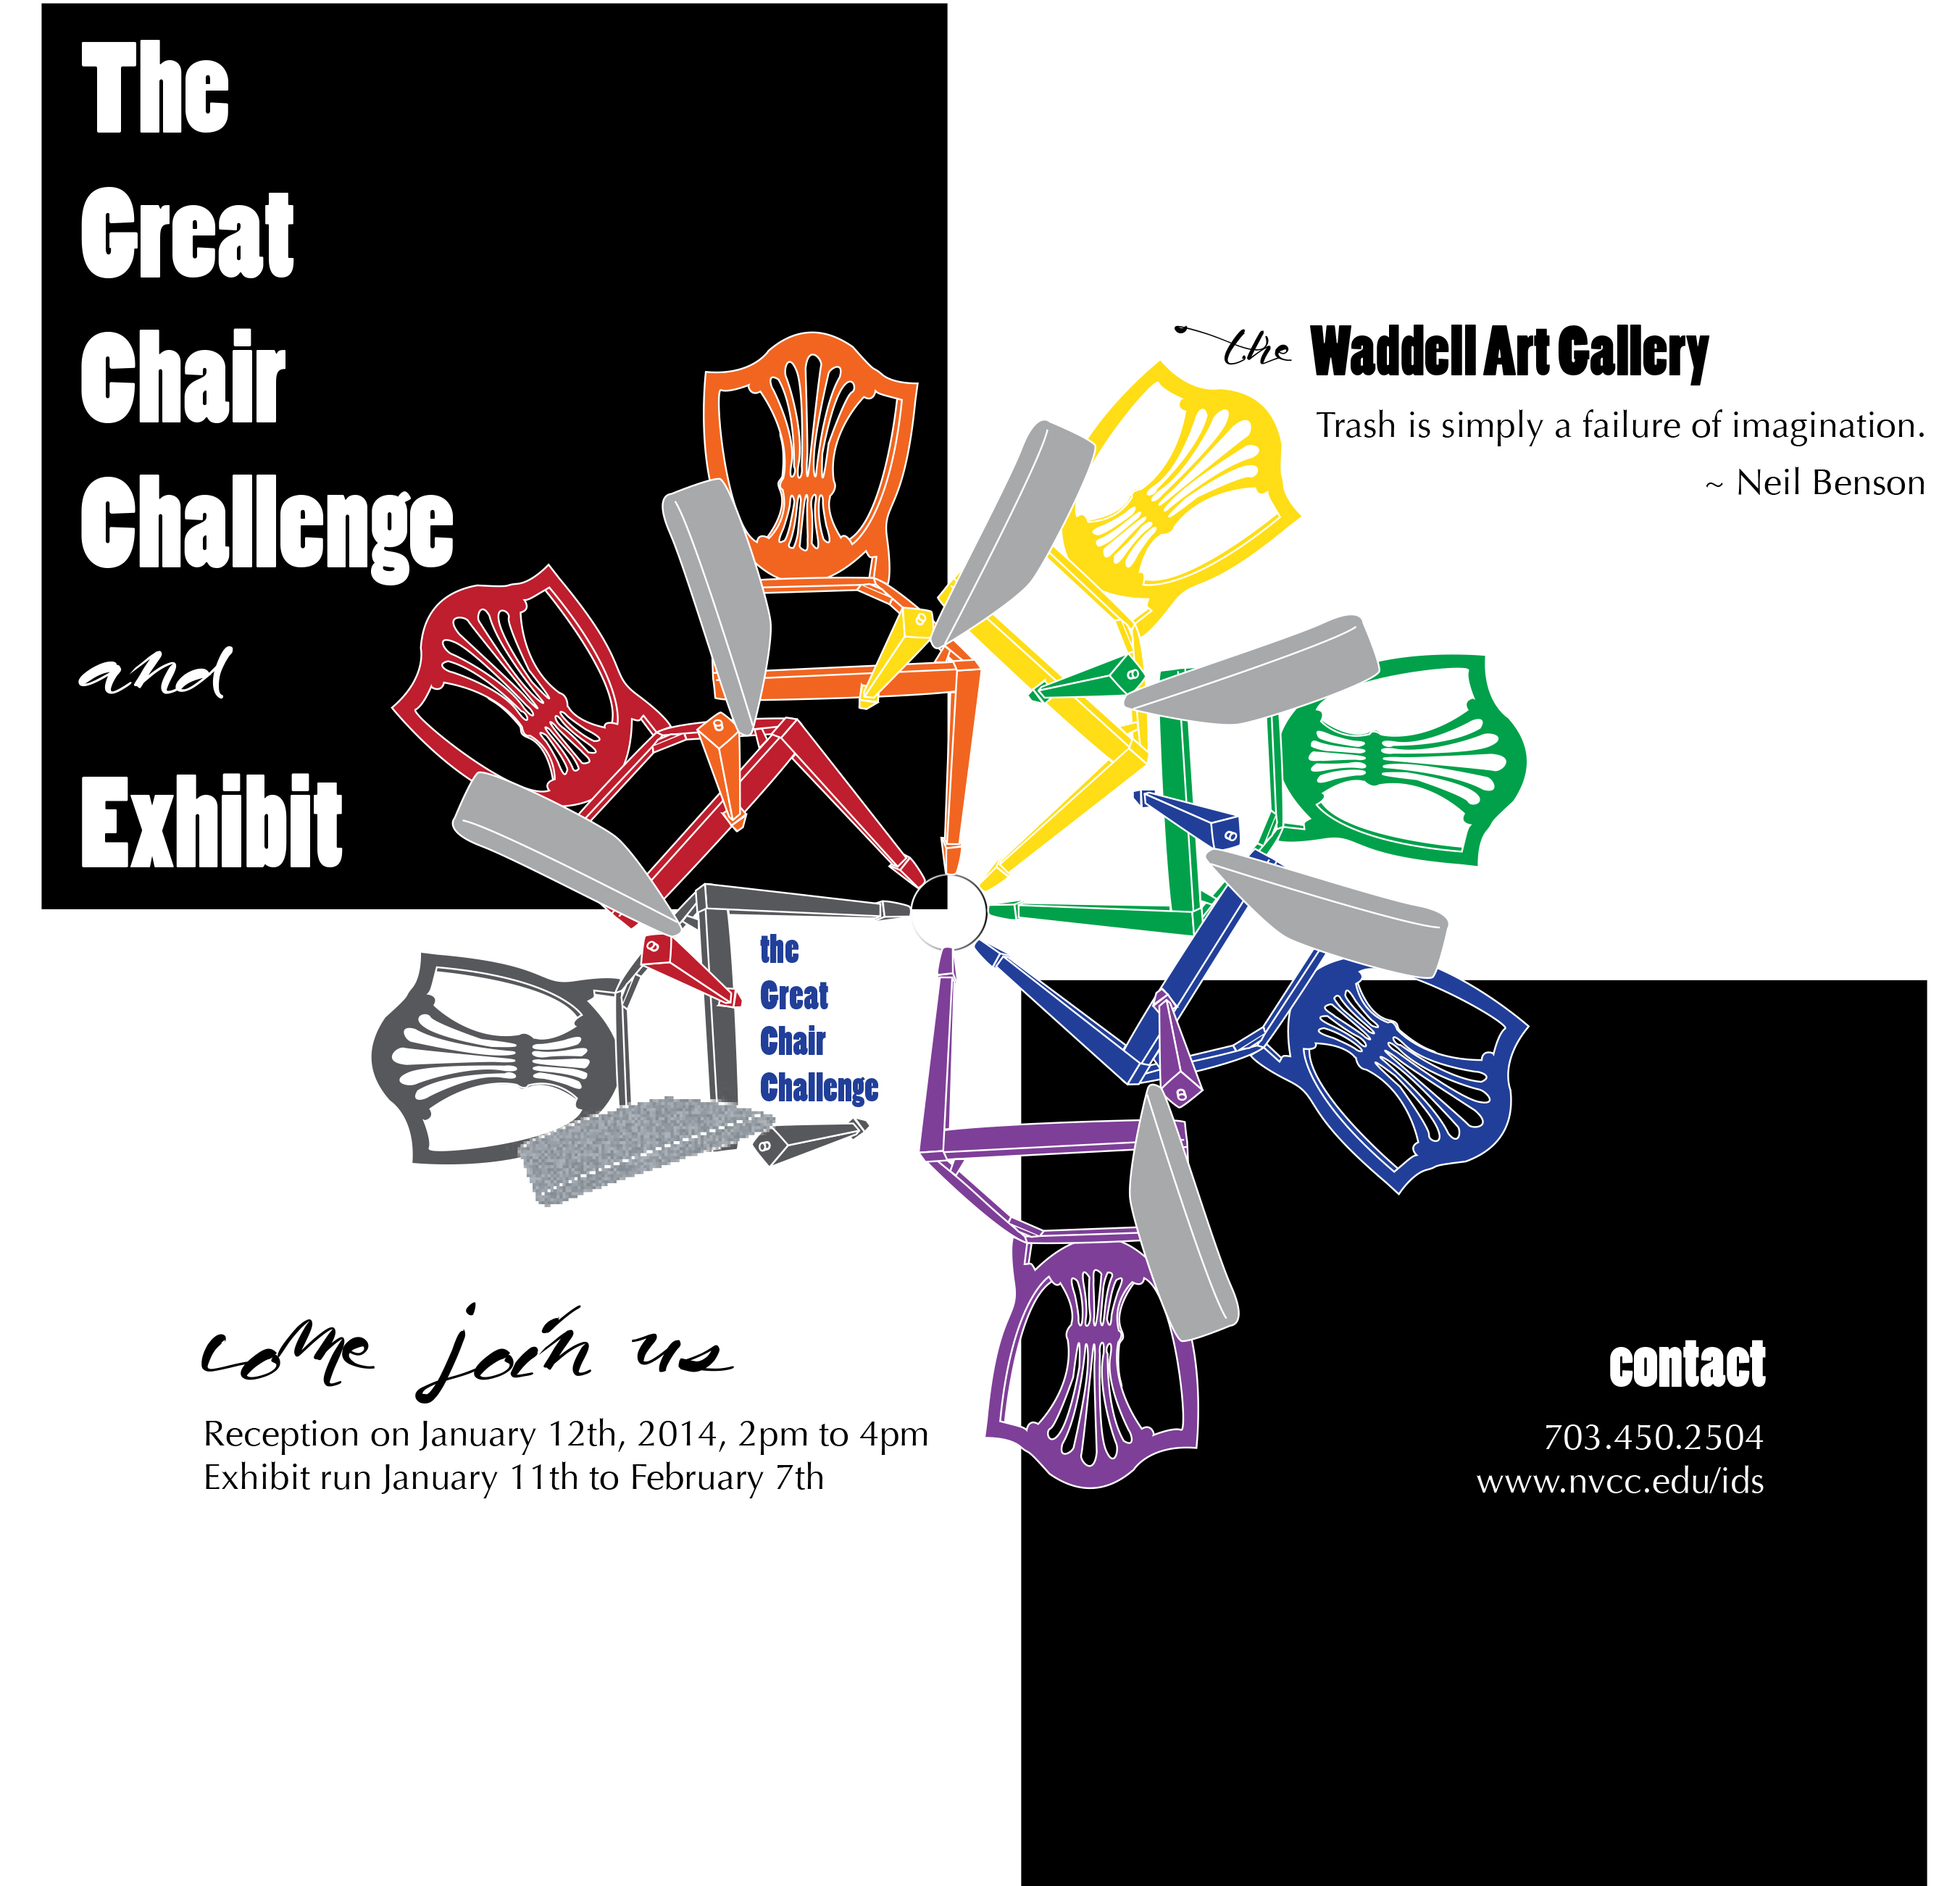 The
Great
Chair
Challenge
and
Exhibit
the Waddell Art Gallery
Trash is simply a failure of imagination.
~ Neil Benson
the
Great
Chair
Challenge
come join us
Reception on January 12th, 2014, 2pm to 4pm
Exhibit run January 11th to February 7th
contact
703.450.2504
www.nvcc.edu/ids